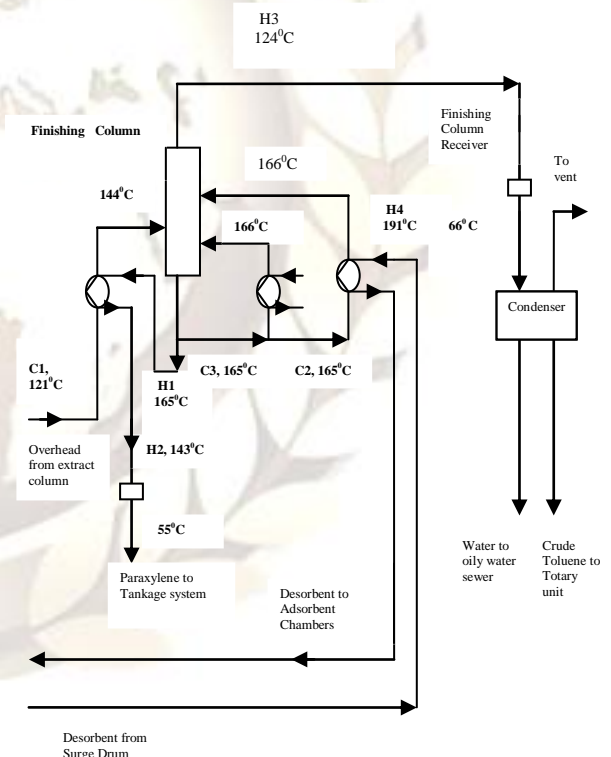 H3
124⁰C
Finishing Column
Finishing
Column
Receiver
To
vent
166⁰C
144⁰C
166⁰C
H4
191⁰C
66⁰C
Condenser
C1,
121⁰C
H1
165⁰C
C3, 165⁰C
C2, 165⁰C
Overhead
from extract
column
H2, 143⁰C
55⁰C
Paraxylene to
Tankage system
Desorbent to
Adsorbent
Chambers
Water to
oily water
sewer
Crude
Toluene to
Totary
unit
Desorbent from
Surge Drum